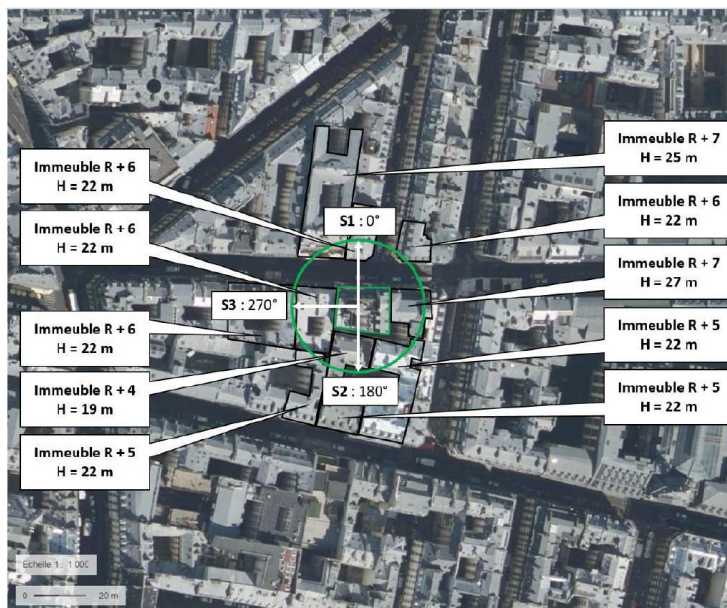 Immeuble R + 7
H = 25 m
Immeuble R + 6
H = 22 m
Immeuble R + 6
H = 22 m
S1 : 0°
Immeuble R + 6
H = 22 m
Immeuble R + 7
H = 27 m
S3 : 270°
Immeuble R + 6
H = 22 m
Immeuble R + 5
H = 22 m
Immeuble R + 4
H = 19 m
S2 : 180°
Immeuble R + 5
H = 22 m
Immeuble R + 5
H = 22 m
Echelle 1 : 1 000
0 20 m